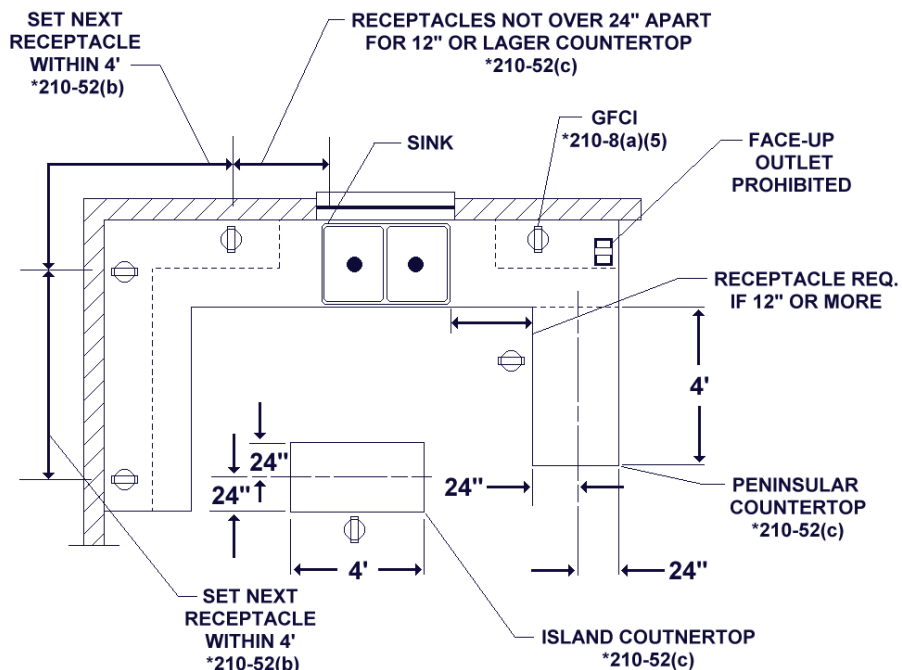 SET NEXT
RECEPTACLE
WITHIN 4'
*210-52(b)
RECEPTACLES NOT OVER 24" APART
FOR 12" OR LAGER COUNTERTOP
*210-52(c)
SINK
GFCI
*210-8(a)(5)
FACE-UP
OUTLET
PROHIBITED
RECEPTACLE REQ.
IF 12" OR MORE
4'
24"
24"
24"
PENINSULAR
COUNTERTOP
*210-52(c)
4'
24"
SET NEXT
RECEPTACLE
WITHIN 4'
*210-52(b)
ISLAND COUTNERTOP
*210-52(c)